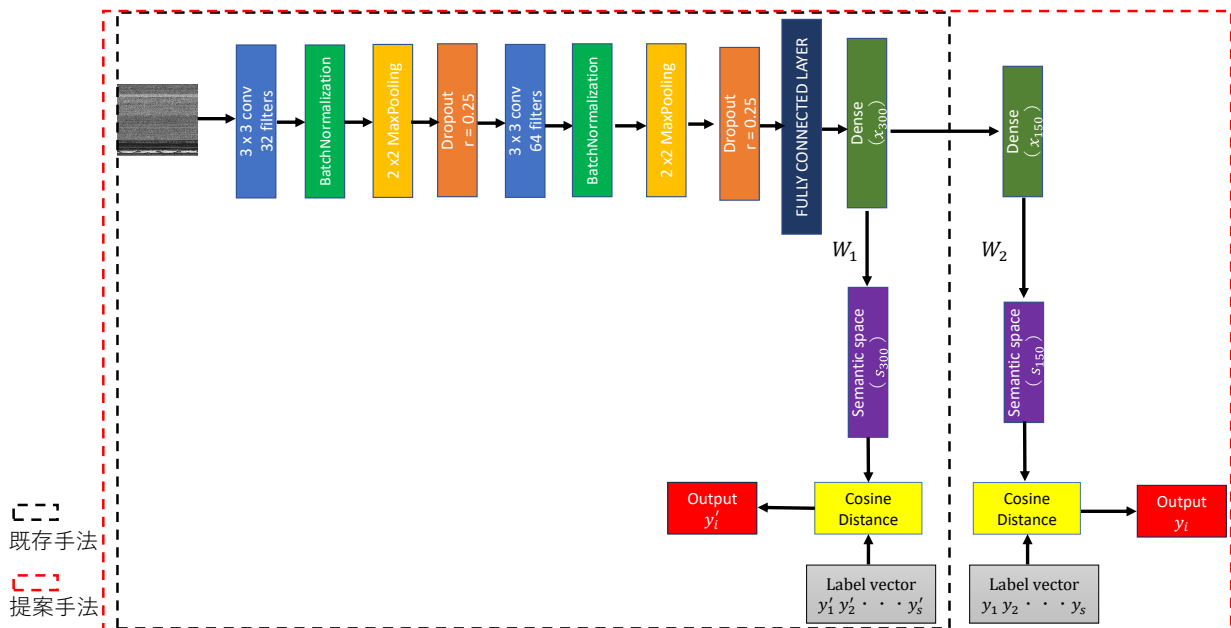 3 x 3 conv
32 filters
BatchNormalization
2 x2 MaxPooling
Dropout
r = 0.25
3 x 3 conv
64 filters
BatchNormalization
2 x2 MaxPooling
Dropout
r = 0.25
FULLY CONNECTED LAYER
Dense
(x₃₀₀)
Dense
(x₁₅₀)
W₁
W₂
Semantic space
(s₃₀₀)
Semantic space
(s₁₅₀)
Output
y′ᵢ
Cosine
Distance
Cosine
Distance
Output
yᵢ
Label vector
y′₁ y′₂ · · · y′ₛ
Label vector
y₁ y₂ · · · yₛ
既存手法
提案手法